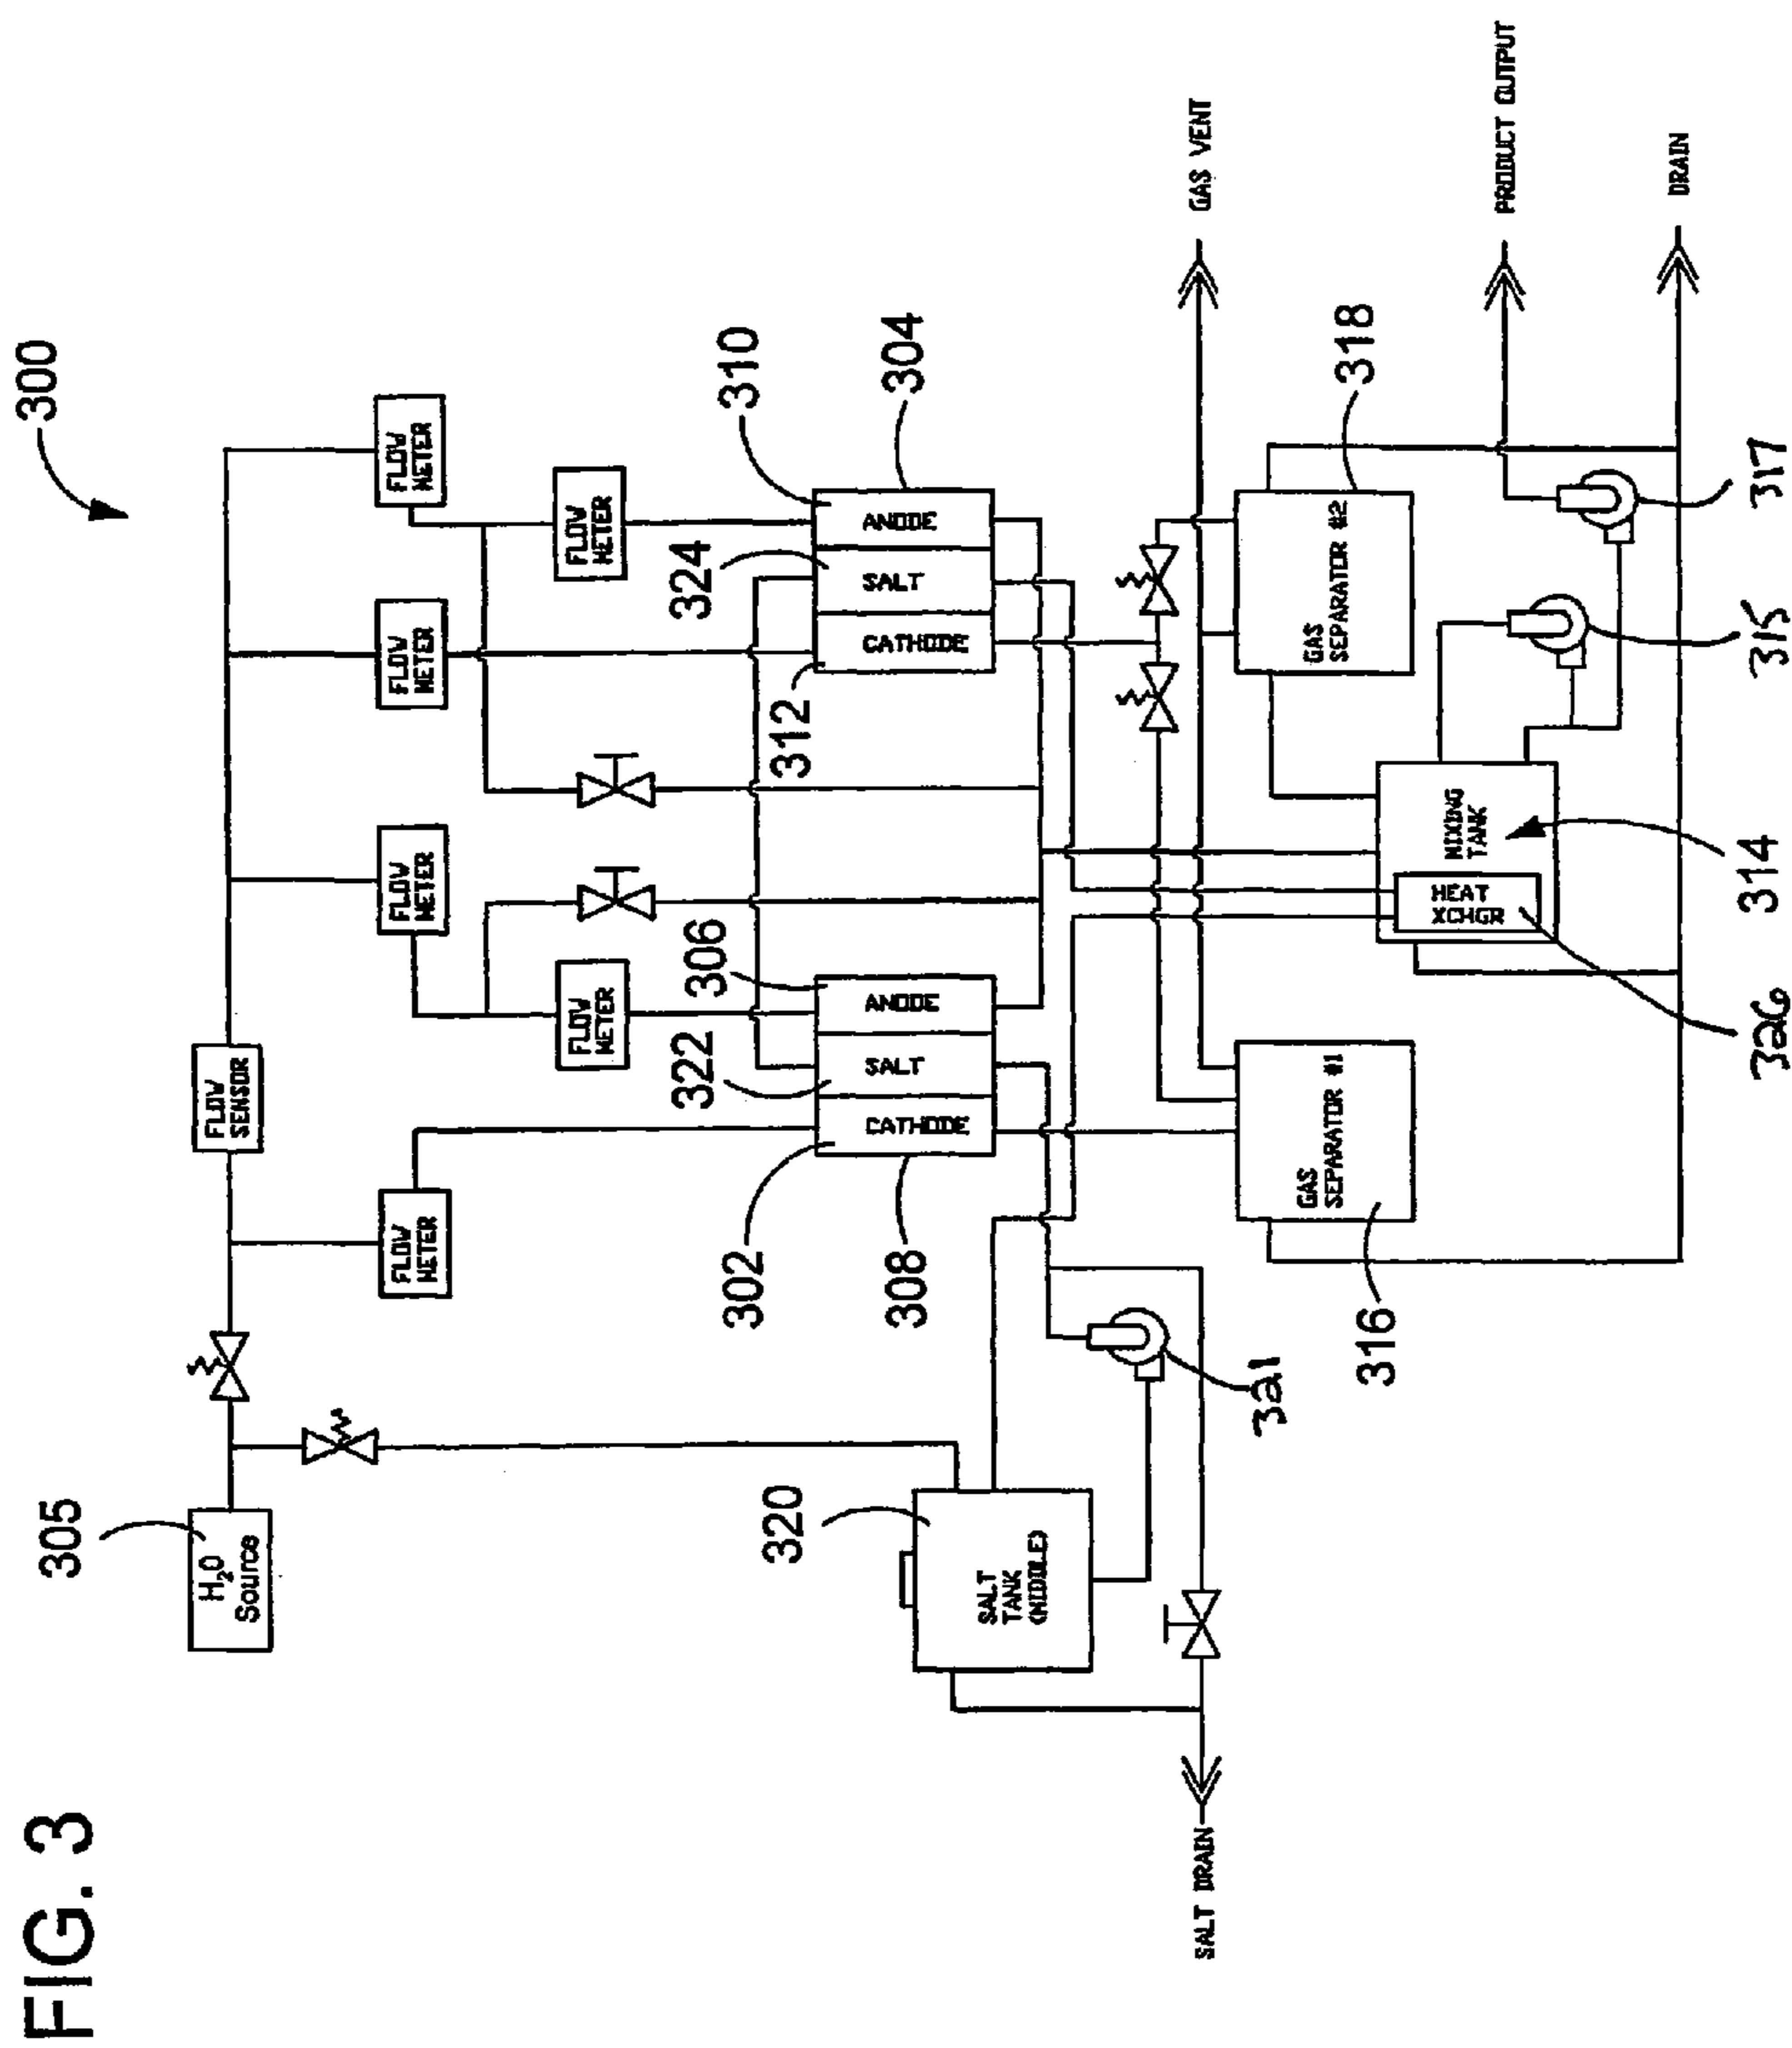 FIG. 3
300
305
H₂O
Source
FLOW
SENSOR
FLOW
METER
FLOW
METER
FLOW
METER
FLOW
METER
FLOW
METER
FLOW
METER
302
322
306
308
CATHODE
SALT
ANODE
312
324
310
304
CATHODE
SALT
ANODE
320
SALT
TANK
(MIDDLE)
321
SALT DRAIN
316
GAS
SEPARATOR #1
318
GAS
SEPARATOR #2
MIXING
TANK
HEAT
XCHGR
314
326
315
317
GAS VENT
PRODUCT OUTPUT
DRAIN